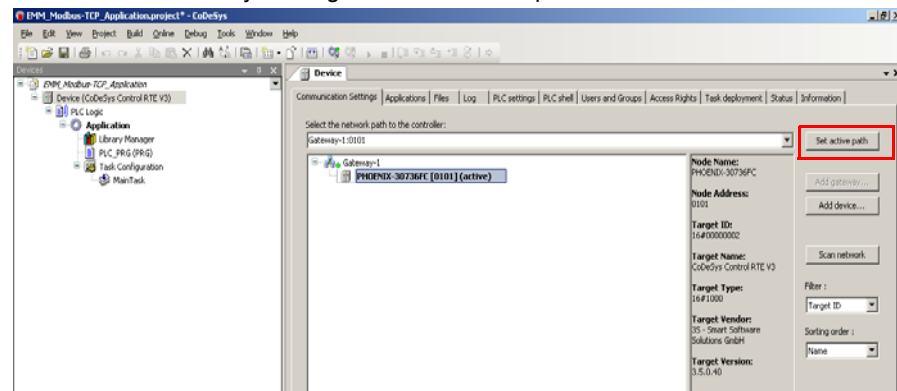 EMM_Modbus-TCP_Application.project* - CoDeSys
File Edit View Project Build Online Debug Tools Window Help
Devices
EMM_Modbus-TCP_Application
Device (CoDeSys Control RTE V3)
PLC Logic
Application
Library Manager
PLC_PRG (PRG)
Task Configuration
MainTask
Device
Communication Settings Applications Files Log PLC settings PLC shell Users and Groups Access Rights Task deployment Status Information
Select the network path to the controller:
Gateway-1:0101
Set active path
Gateway-1
PHOENIX-30736FC [0101] (active)
Node Name:
PHOENIX-30736FC
Node Address:
0101
Target ID:
16#00000002
Target Name:
CoDeSys Control RTE V3
Target Type:
16#1000
Target Vendor:
3S - Smart Software
Solutions GmbH
Target Version:
3.5.0.40
Add gateway...
Add device...
Scan network
Filter :
Target ID
Sorting order :
Name